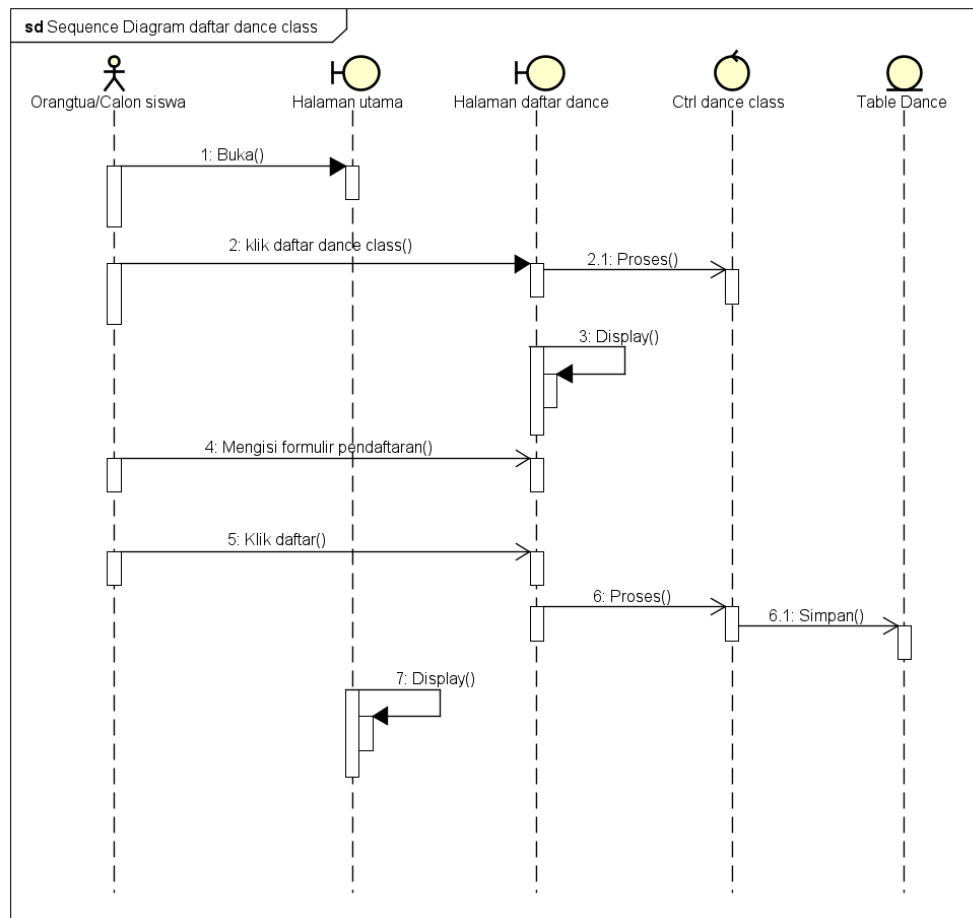 sd Sequence Diagram daftar dance class
Orangtua/Calon siswa
Halaman utama
Halaman daftar dance
Ctrl dance class
Table Dance
1: Buka()
2: klik daftar dance class()
2.1: Proses()
3: Display()
4: Mengisi formulir pendaftaran()
5: Klik daftar()
6: Proses()
6.1: Simpan()
7: Display()